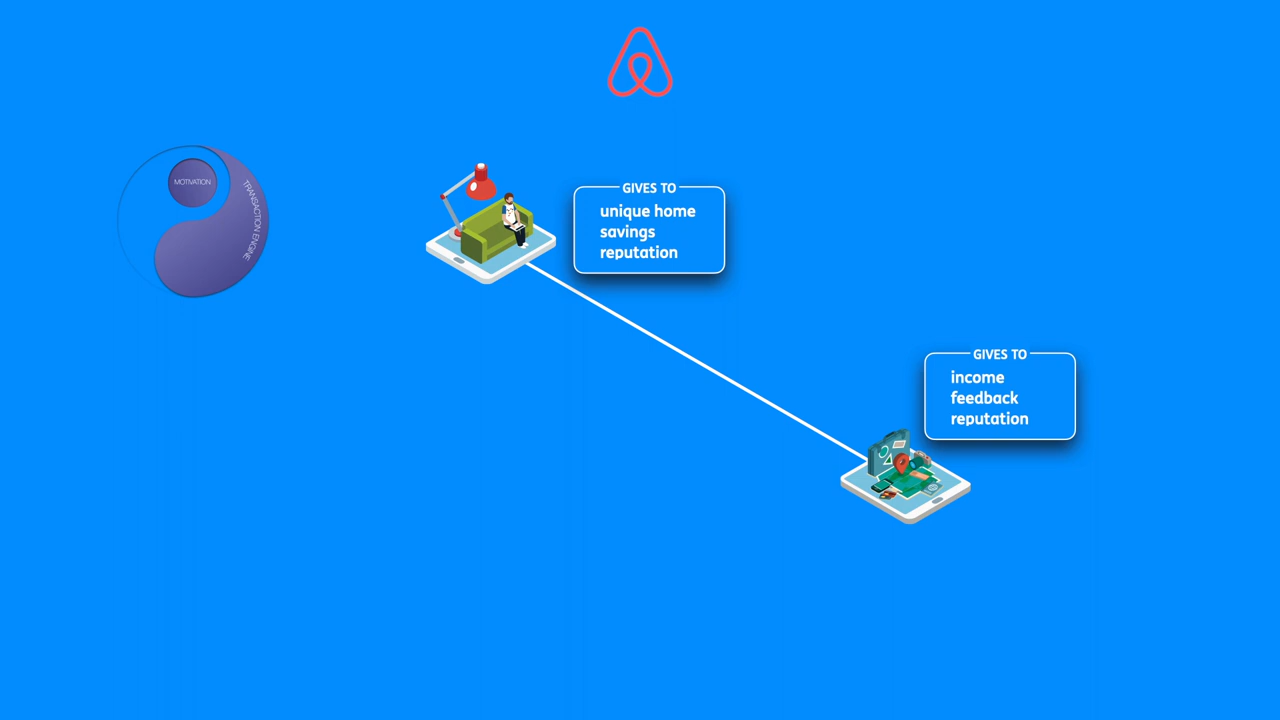 MOTIVATION
TRANSACTION ENGINE
GIVES TO
unique home
savings
reputation
GIVES TO
income
feedback
reputation